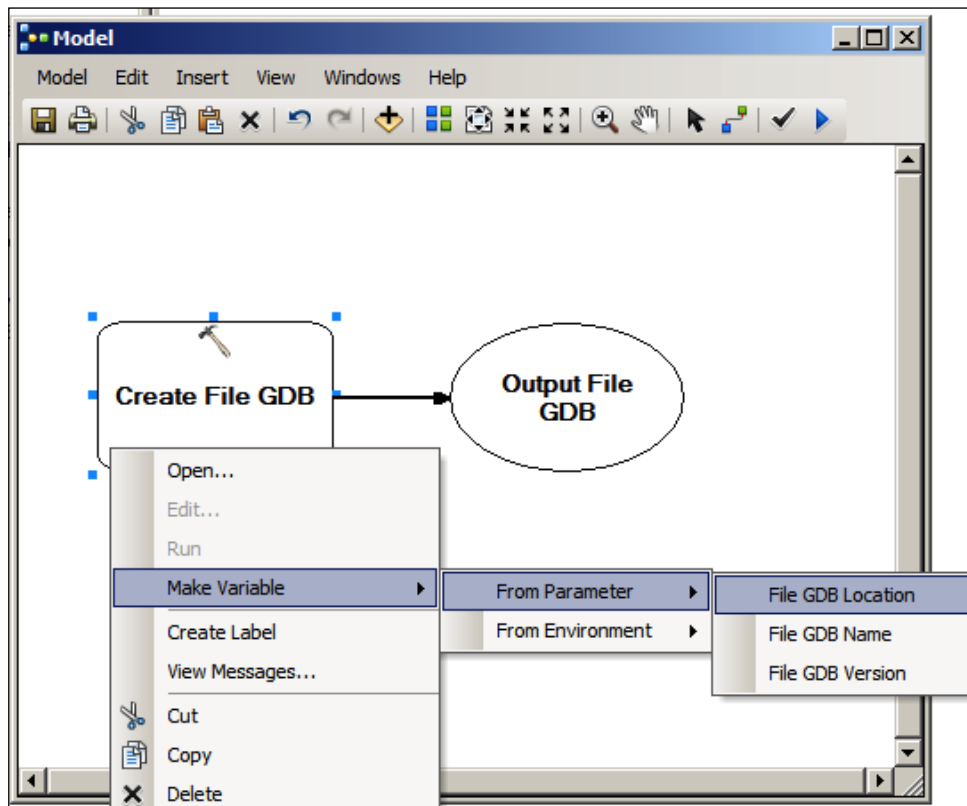 Model
Model Edit Insert View Windows Help
Create File GDB
Output File
GDB
Open...
Edit...
Run
Make Variable
From Parameter
File GDB Location
From Environment
File GDB Name
Create Label
View Messages...
File GDB Version
Cut
Copy
Delete